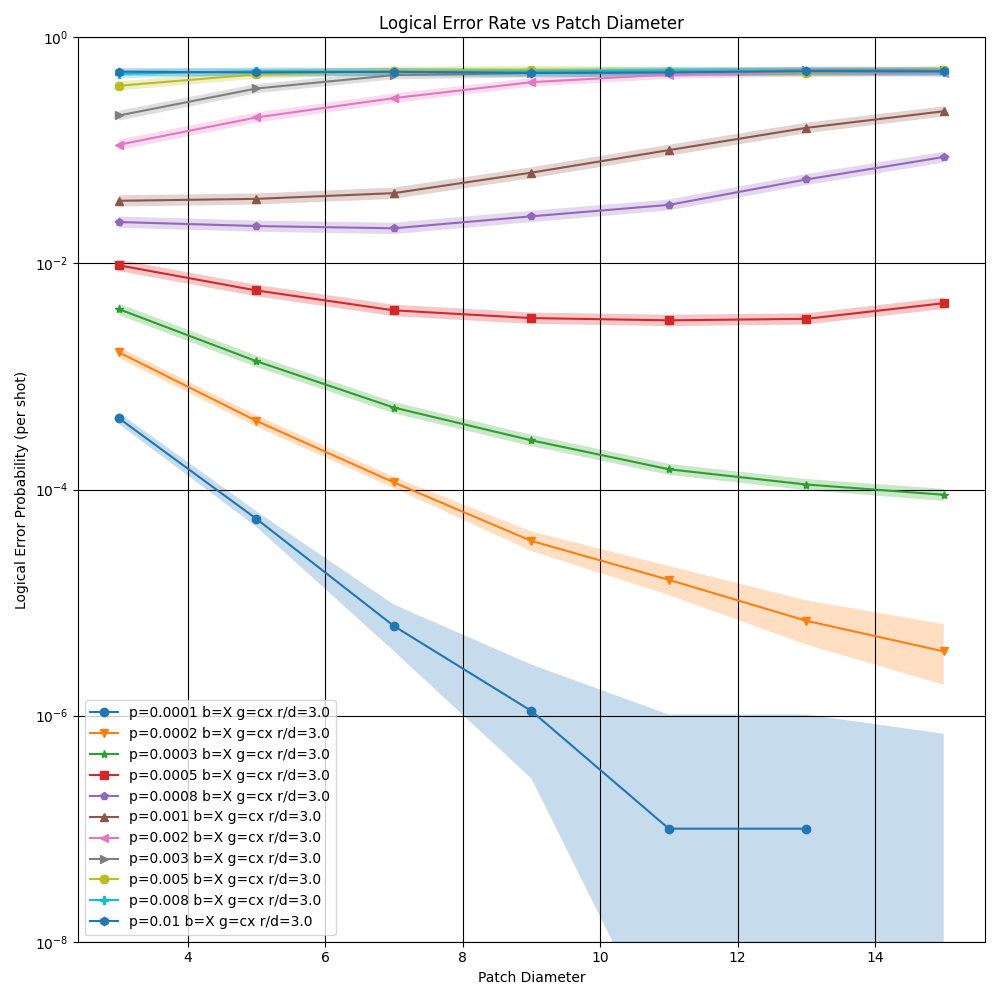 Logical Error Rate vs Patch Diameter
Logical Error Probability (per shot)
10^0
10^-2
10^-4
10^-6
10^-8
p=0.0001 b=X g=cx r/d=3.0
p=0.0002 b=X g=cx r/d=3.0
p=0.0003 b=X g=cx r/d=3.0
p=0.0005 b=X g=cx r/d=3.0
p=0.0008 b=X g=cx r/d=3.0
p=0.001 b=X g=cx r/d=3.0
p=0.002 b=X g=cx r/d=3.0
p=0.003 b=X g=cx r/d=3.0
p=0.005 b=X g=cx r/d=3.0
p=0.008 b=X g=cx r/d=3.0
p=0.01 b=X g=cx r/d=3.0
4 6 8 10 12 14
Patch Diameter